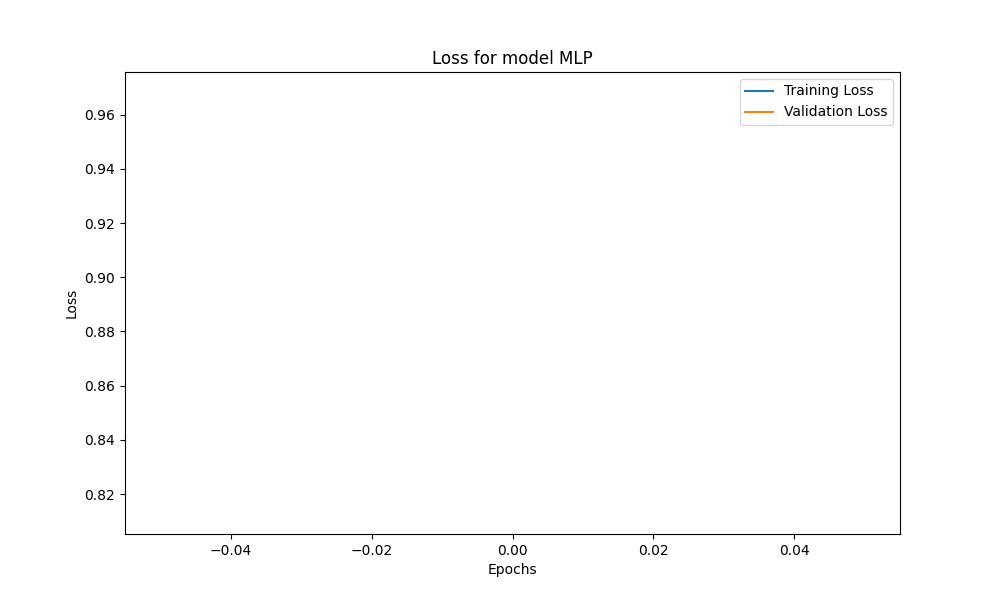 Loss for model MLP
Training Loss
Validation Loss
0.96
0.94
0.92
0.90
0.88
0.86
0.84
0.82
Loss
−0.04
−0.02
0.00
0.02
0.04
Epochs